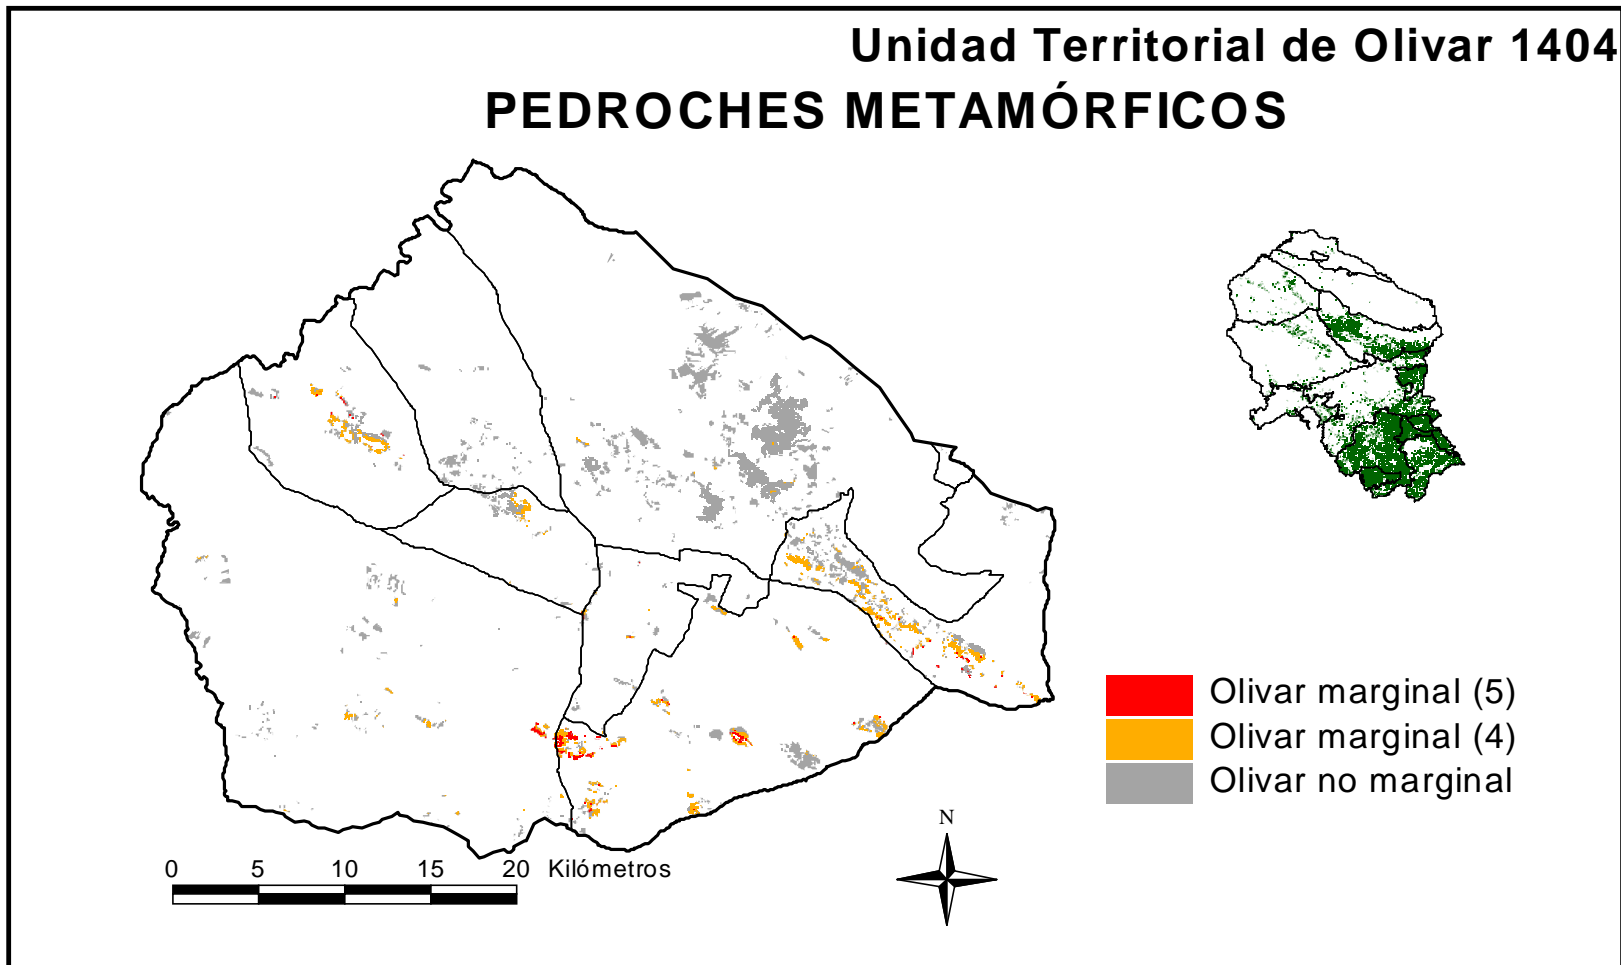 Unidad Territorial de Olivar 1404
PEDROCHES METAMÓRFICOS
Olivar marginal (5)
Olivar marginal (4)
Olivar no marginal
N
0 5 10 15 20 Kilómetros